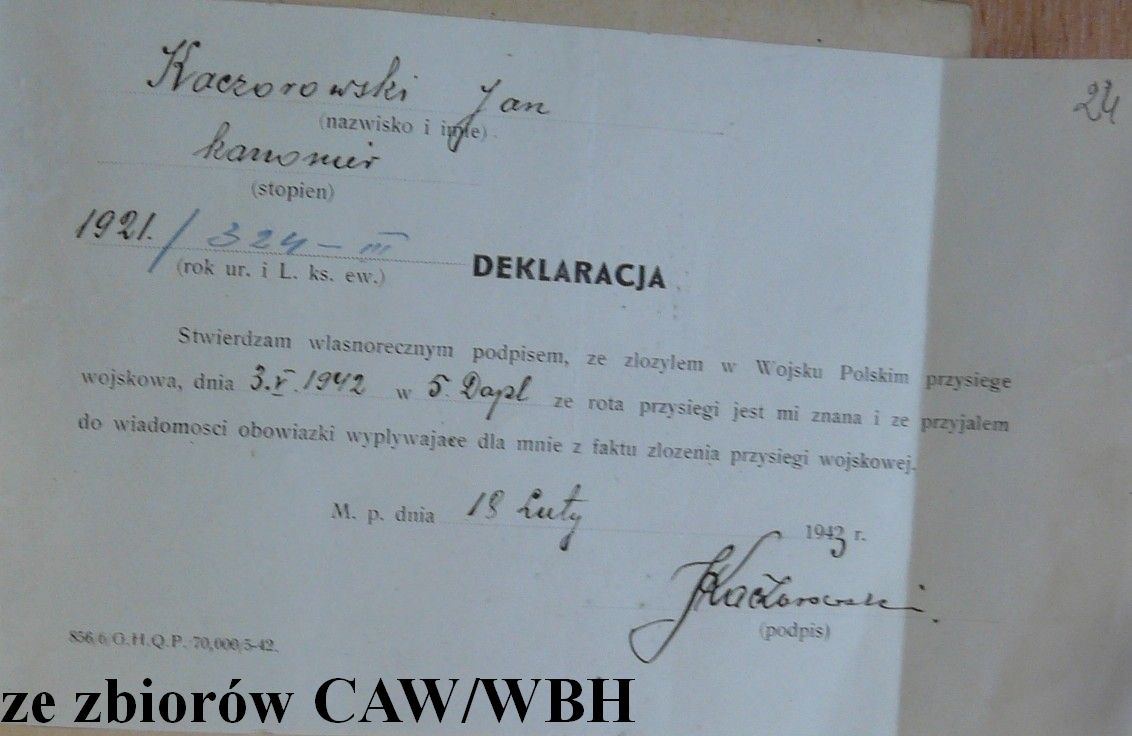 24
Kaczorowski Jan
(nazwisko i imie)
kanonier
(stopien)
1921. / 324 - III
(rok ur. i L. ks. ew.)
DEKLARACJA
Stwierdzam wlasnorecznym podpisem, ze zlozylem w Wojsku Polskim przysiege
wojskowa, dnia 3.V.1942 w 5. Dapl ze rota przysiegi jest mi znana i ze przyjalem
do wiadomosci obowiazki wyplywajace dla mnie z faktu zlozenia przysiegi wojskowej.
M. p. dnia 18 Luty 1943 r.
JKaczorowski.
(podpis)
856/6/O.H.Q.P. 70,000/5-42.
ze zbiorów CAW/WBH